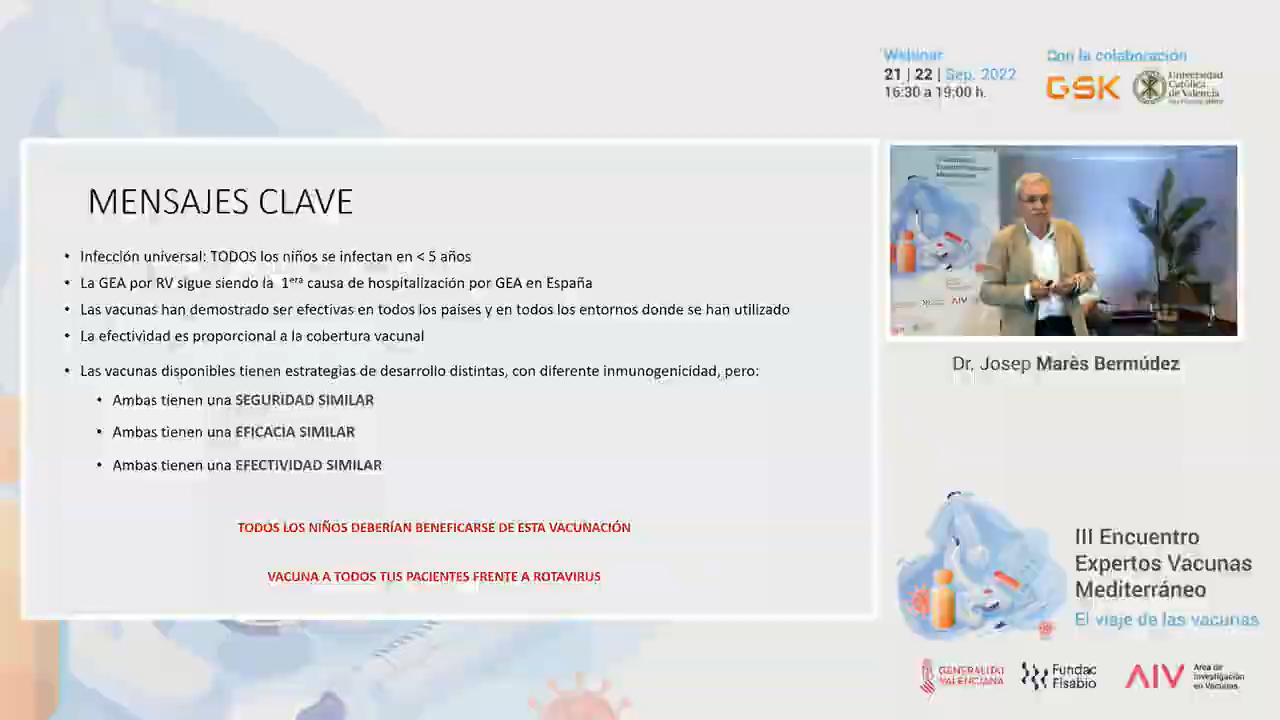 Webinar
21 | 22 | Sep. 2022
16:30 a 19:00 h.
Con la colaboración
GSK
Universidad
Católica
de Valencia
MENSAJES CLAVE
• Infección universal: TODOS los niños se infectan en < 5 años
• La GEA por RV sigue siendo la 1era causa de hospitalización por GEA en España
• Las vacunas han demostrado ser efectivas en todos los países y en todos los entornos donde se han utilizado
• La efectividad es proporcional a la cobertura vacunal
• Las vacunas disponibles tienen estrategias de desarrollo distintas, con diferente inmunogenicidad, pero:
• Ambas tienen una SEGURIDAD SIMILAR
• Ambas tienen una EFICACIA SIMILAR
• Ambas tienen una EFECTIVIDAD SIMILAR
TODOS LOS NIÑOS DEBERÍAN BENEFICARSE DE ESTA VACUNACIÓN
VACUNA A TODOS TUS PACIENTES FRENTE A ROTAVIRUS
AIV
Dr. Josep Marès Bermúdez
III Encuentro
Expertos Vacunas
Mediterráneo
El viaje de las vacunas
GENERALITAT
VALENCIANA
Fundac
Fisabio
AIV
Área de
Investigación
en Vacunas